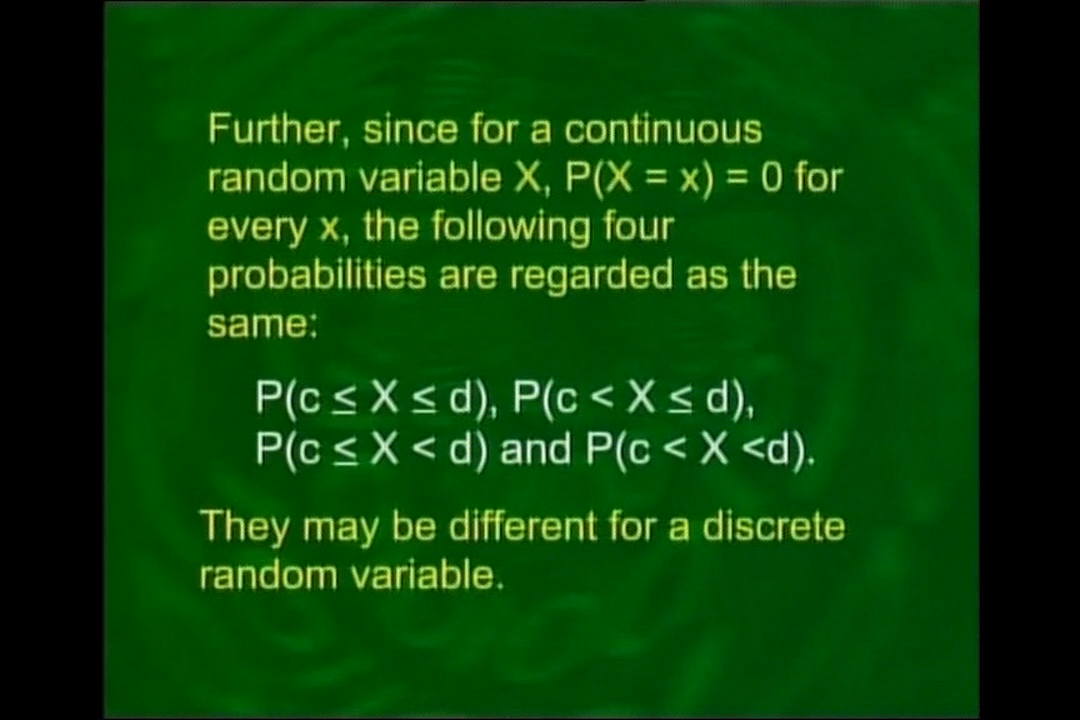 Further, since for a continuous
random variable X, P(X = x) = 0 for
every x, the following four
probabilities are regarded as the
same:
P(c ≤ X ≤ d), P(c < X ≤ d),
P(c ≤ X < d) and P(c < X <d).
They may be different for a discrete
random variable.